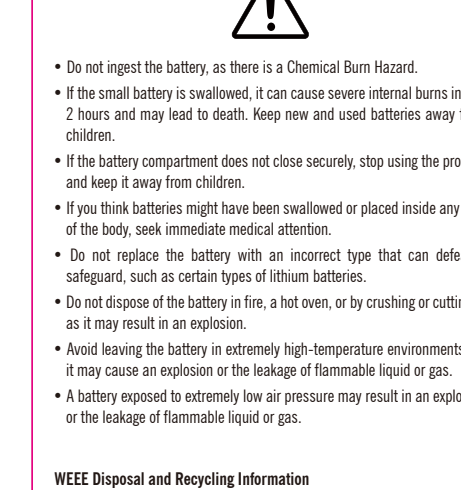 • Do not ingest the battery, as there is a Chemical Burn Hazard.
• If the small battery is swallowed, it can cause severe internal burns in
2 hours and may lead to death. Keep new and used batteries away
children.
• If the battery compartment does not close securely, stop using the
and keep it away from children.
• If you think batteries might have been swallowed or placed inside any
of the body, seek immediate medical attention.
• Do not replace the battery with an incorrect type that can
safeguard, such as certain types of lithium batteries.
• Do not dispose of the battery in fire, a hot oven, or by crushing or
as it may result in an explosion.
• Avoid leaving the battery in extremely high-temperature environments
it may cause an explosion or the leakage of flammable liquid or gas.
• A battery exposed to extremely low air pressure may result in an
or the leakage of flammable liquid or gas.
WEEE Disposal and Recycling Information